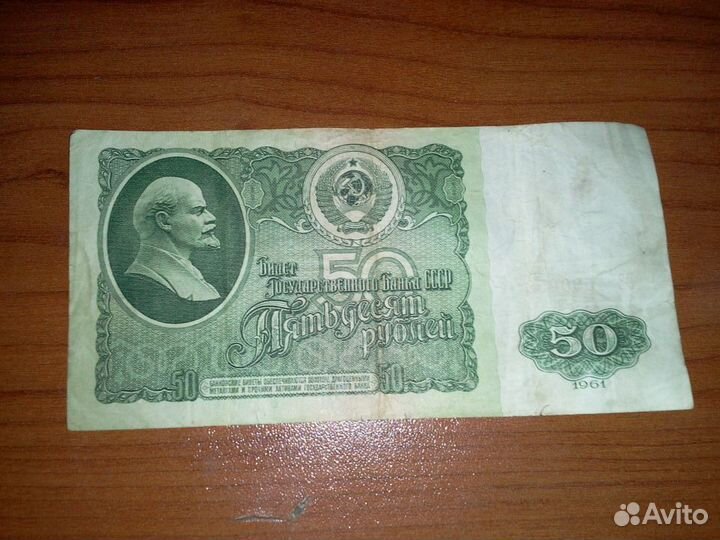 Билет
Государственного Банка СССР
50
Пятьдесят
рублей
50
БАНКОВСКИЕ БИЛЕТЫ ОБЕСПЕЧИВАЮТСЯ ЗОЛОТОМ, ДРАГОЦЕННЫМИ
МЕТАЛЛАМИ И ПРОЧИМИ АКТИВАМИ ГОСУДАРСТВЕННОГО БАНКА
50
50
1961
Avito